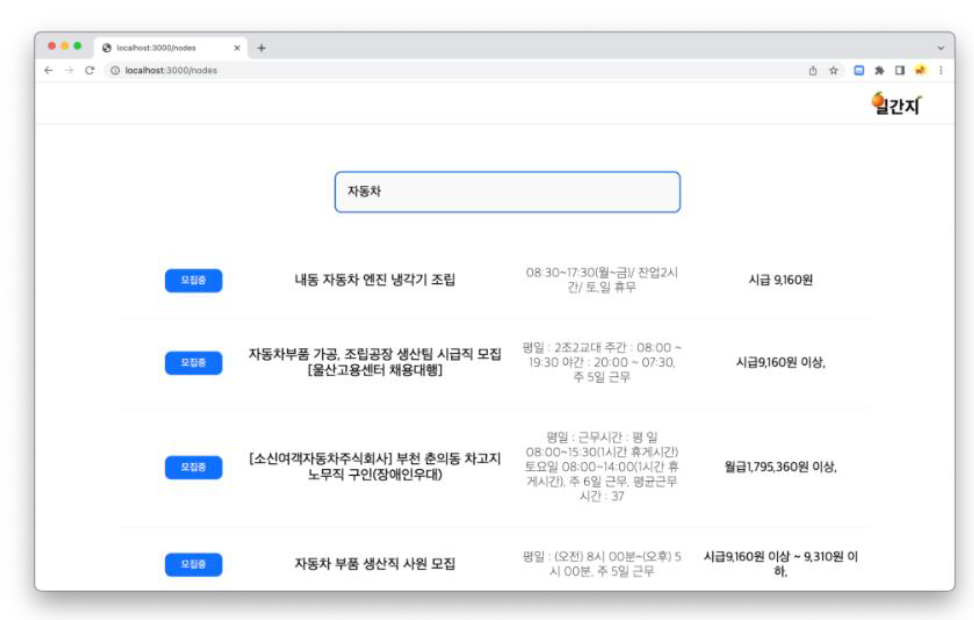 localhost:3000/nodes
localhost:3000/nodes
일간지
자동차
모집중
내동 자동차 엔진 냉각기 조립
08:30~17:30(월~금)/ 잔업2시
간/ 토,일 휴무
시급 9,160원
모집중
자동차부품 가공, 조립공장 생산팀 시급직 모집
[울산고용센터 채용대행]
평일 : 2조2교대 주간 : 08:00 ~
19:30 야간 : 20:00 ~ 07:30,
주 5일 근무
시급9,160원 이상,
모집중
[소신여객자동차주식회사] 부천 춘의동 차고지
노무직 구인(장애인우대)
평일 : 근무시간 : 평 일
08:00~15:30(1시간 휴게시간)
토요일 08:00~14:00(1시간 휴
게시간), 주 6일 근무, 평균근무
시간 : 37
월급1,795,360원 이상,
모집중
자동차 부품 생산직 사원 모집
평일 : (오전) 8시 00분~(오후) 5
시 00분, 주 5일 근무
시급9,160원 이상 ~ 9,310원 이
하,